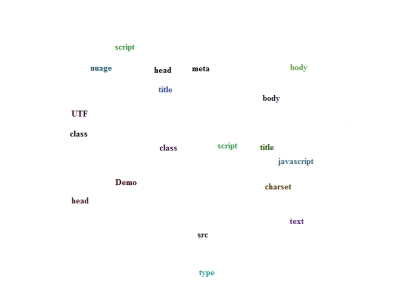 script
nuage head meta body
title
body
UTF
class
class script title
javascript
Demo
charset
head
text
src
type